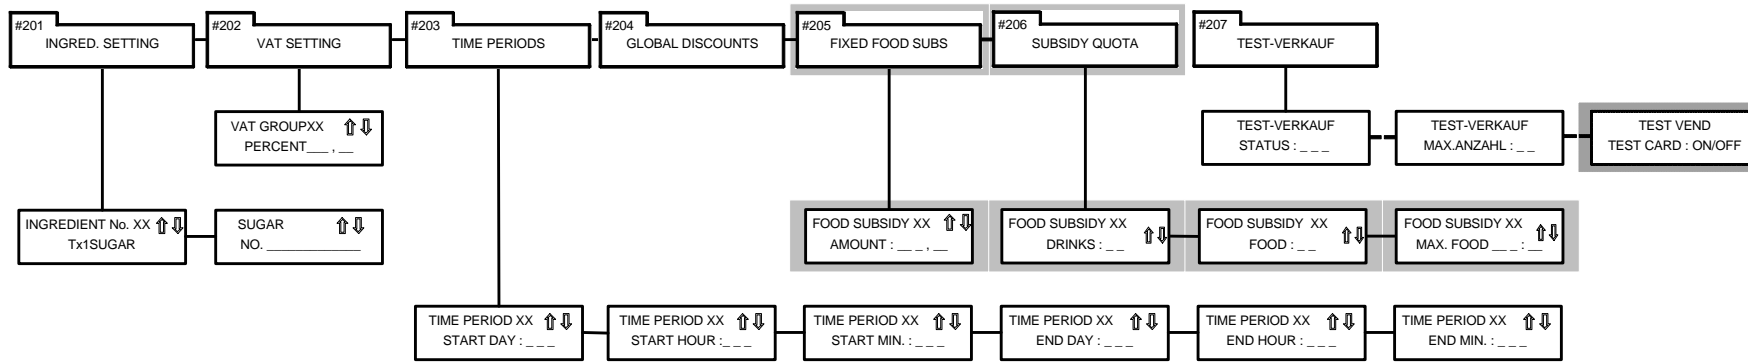 #201
INGRED. SETTING
#202
VAT SETTING
#203
TIME PERIODS
#204
GLOBAL DISCOUNTS
#205
FIXED FOOD SUBS
#206
SUBSIDY QUOTA
#207
TEST-VERKAUF
VAT GROUPXX ⇧⇩
PERCENT___ , __
TEST-VERKAUF
STATUS : _ _ _
TEST-VERKAUF
MAX.ANZAHL : _ _
TEST VEND
TEST CARD : ON/OFF
INGREDIENT No. XX ⇧⇩
Tx1SUGAR
SUGAR ⇧⇩
NO. _____________
FOOD SUBSIDY XX ⇧⇩
AMOUNT : __ _ , __
FOOD SUBSIDY XX
DRINKS : _ _ ⇧⇩
FOOD SUBSIDY XX
FOOD : _ _ ⇧⇩
FOOD SUBSIDY XX
MAX. FOOD __ _ : __ ⇧⇩
TIME PERIOD XX ⇧⇩
START DAY : _ _ _
TIME PERIOD XX ⇧⇩
START HOUR :_ _ _
TIME PERIOD XX ⇧⇩
START MIN. : _ _ _
TIME PERIOD XX ⇧⇩
END DAY : _ _ _
TIME PERIOD XX ⇧⇩
END HOUR : _ _ _
TIME PERIOD XX ⇧⇩
END MIN. : _ _ _